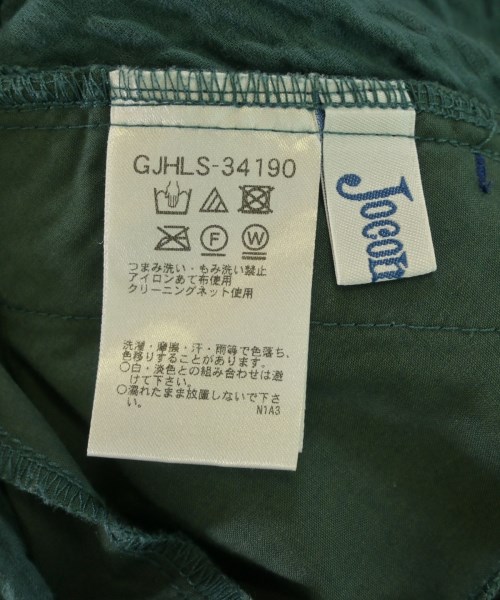 GJHLS-34190
F
W
つまみ洗い・もみ洗い禁止
アイロンあて布使用
クリーニングネット使用
洗濯・摩擦・汗・雨等で色落ち、
色移りすることがあります。
○白・淡色との組み合わせは避
けて下さい。
○濡れたまま放置しないで下さ
い。
N1A3